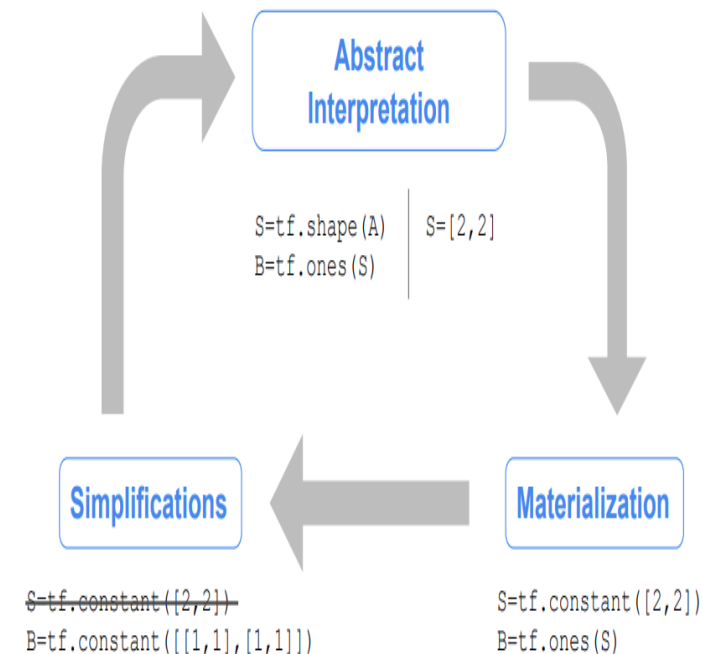 Abstract
Interpretation
S=tf.shape(A) S=[2,2]
B=tf.ones(S)
Simplifications
Materialization
S=tf.constant([2,2])
B=tf.constant([[1,1],[1,1]])
S=tf.constant([2,2])
B=tf.ones(S)